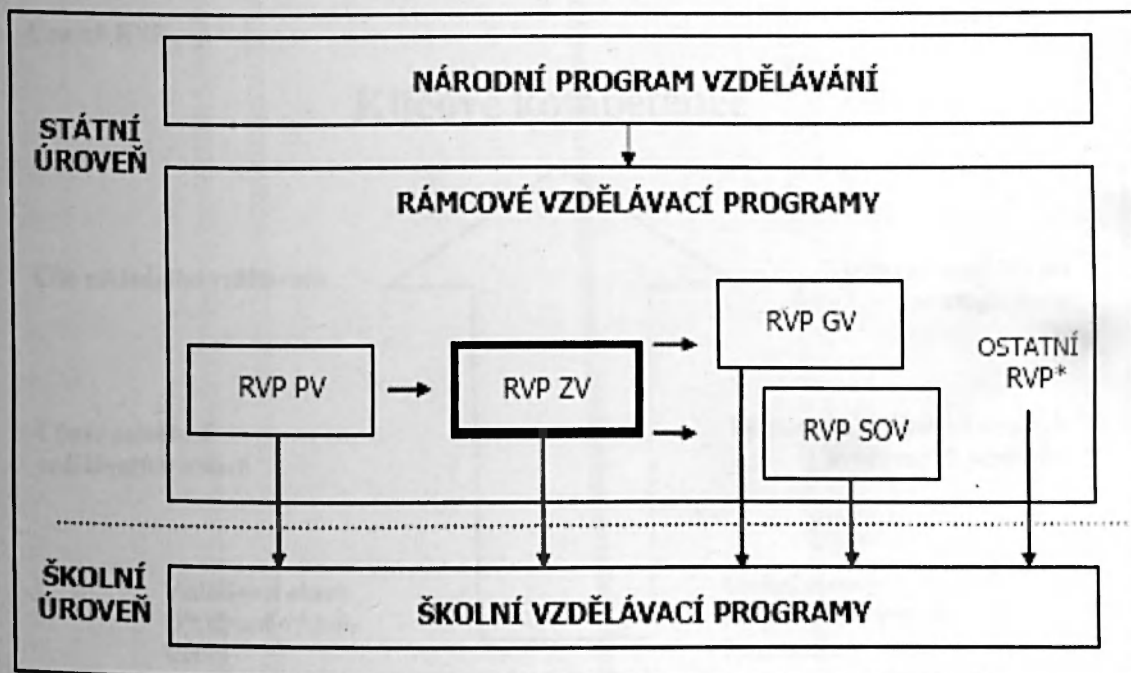 NÁRODNÍ PROGRAM VZDĚLÁVÁNÍ
STÁTNÍ
ÚROVEŇ
RÁMCOVÉ VZDĚLÁVACÍ PROGRAMY
RVP PV
RVP ZV
RVP GV
RVP SOV
OSTATNÍ
RVP*
ŠKOLNÍ
ÚROVEŇ
ŠKOLNÍ VZDĚLÁVACÍ PROGRAMY